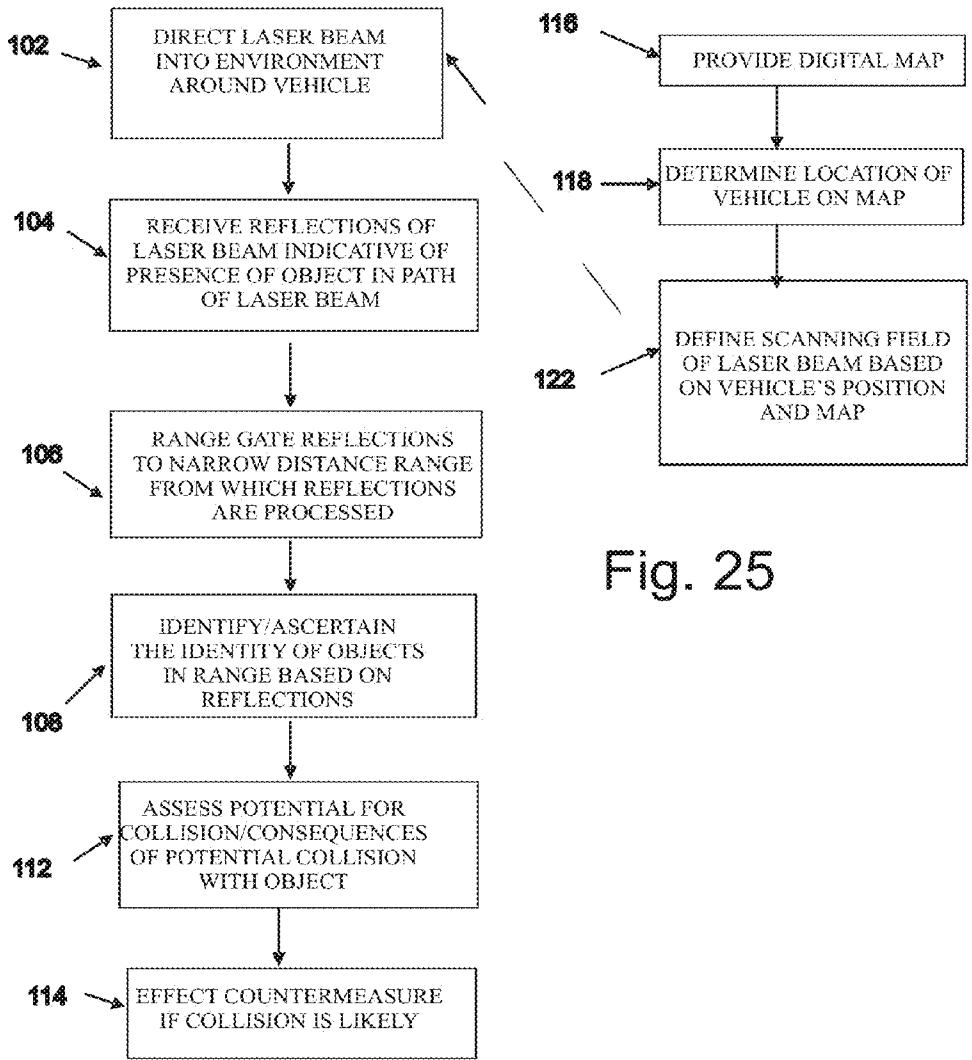 102
DIRECT LASER BEAM
INTO ENVIRONMENT
AROUND VEHICLE
104
RECEIVE REFLECTIONS OF
LASER BEAM INDICATIVE OF
PRESENCE OF OBJECT IN PATH
OF LASER BEAM
106
RANGE GATE REFLECTIONS
TO NARROW DISTANCE RANGE
FROM WHICH REFLECTIONS
ARE PROCESSED
108
IDENTIFY/ASCERTAIN
THE IDENTITY OF OBJECTS
IN RANGE BASED ON
REFLECTIONS
112
ASSESS POTENTIAL FOR
COLLISION/CONSEQUENCES
OF POTENTIAL COLLISION
WITH OBJECT
114
EFFECT COUNTERMEASURE
IF COLLISION IS LIKELY
116
PROVIDE DIGITAL MAP
118
DETERMINE LOCATION OF
VEHICLE ON MAP
122
DEFINE SCANNING FIELD
OF LASER BEAM BASED
ON VEHICLE'S POSITION
AND MAP
Fig. 25